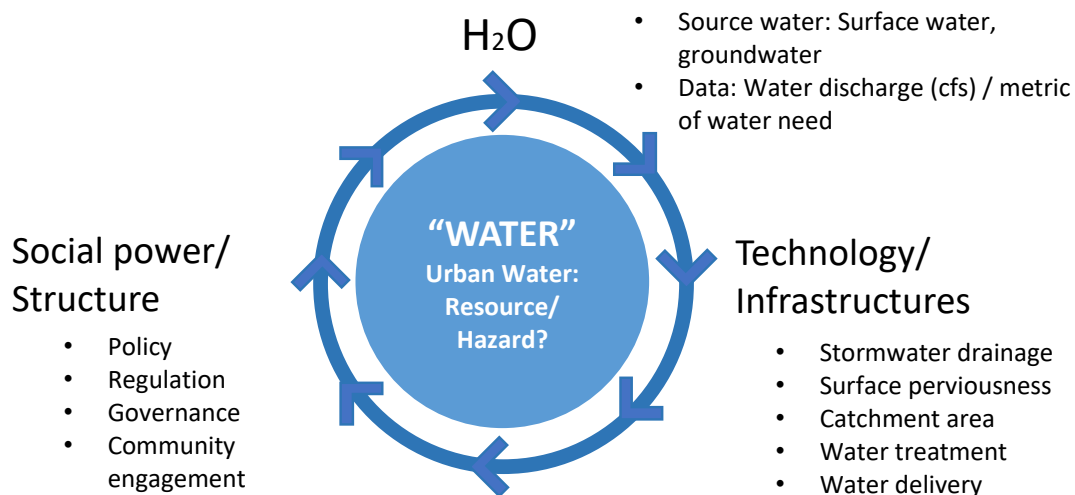 H₂O
• Source water: Surface water,
groundwater
• Data: Water discharge (cfs) / metric
of water need
“WATER”
Urban Water:
Resource/
Hazard?
Technology/
Infrastructures
• Stormwater drainage
• Surface perviousness
• Catchment area
• Water treatment
• Water delivery
Social power/
Structure
• Policy
• Regulation
• Governance
• Community
engagement